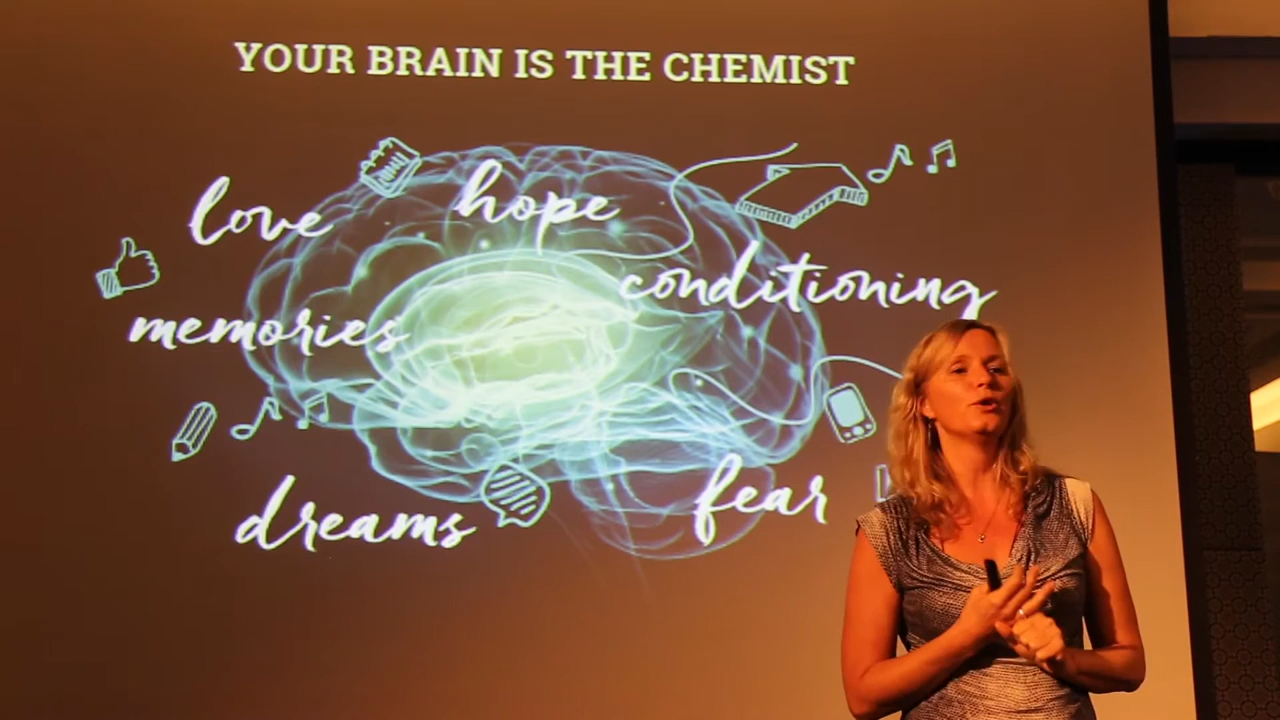 YOUR BRAIN IS THE CHEMIST
love
hope
conditioning
memories
dreams
fear